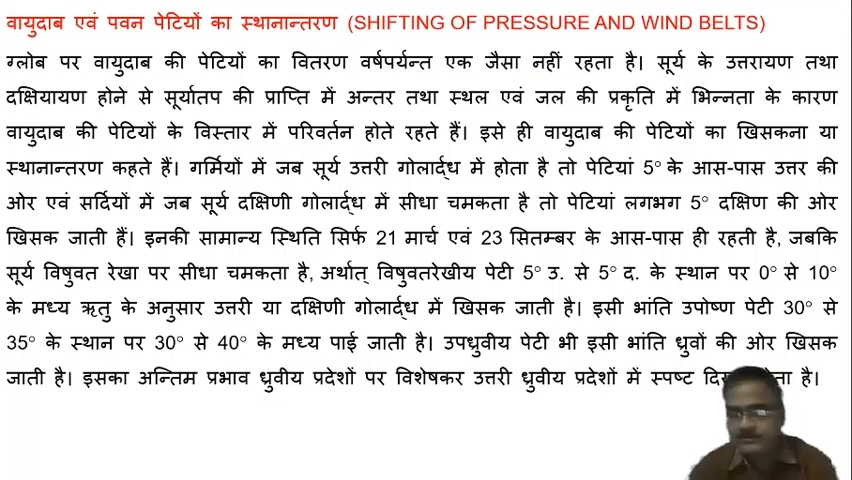 वायुदाब एवं पवन पेटियों का स्थानान्तरण (SHIFTING OF PRESSURE AND WIND BELTS)
ग्लोब पर वायुदाब की पेटियों का वितरण वर्षपर्यन्त एक जैसा नहीं रहता है। सूर्य के उत्तरायण तथा
दक्षियायण होने से सूर्यातप की प्राप्ति में अन्तर तथा स्थल एवं जल की प्रकृति में भिन्नता के कारण
वायुदाब की पेटियों के विस्तार में परिवर्तन होते रहते हैं। इसे ही वायुदाब की पेटियों का खिसकना या
स्थानान्तरण कहते हैं। गर्मियों में जब सूर्य उत्तरी गोलार्द्ध में होता है तो पेटियां 5° के आस-पास उत्तर की
ओर एवं सर्दियों में जब सूर्य दक्षिणी गोलार्द्ध में सीधा चमकता है तो पेटियां लगभग 5° दक्षिण की ओर
खिसक जाती हैं। इनकी सामान्य स्थिति सिर्फ 21 मार्च एवं 23 सितम्बर के आस-पास ही रहती है, जबकि
सूर्य विषुवत रेखा पर सीधा चमकता है, अर्थात् विषुवतरेखीय पेटी 5° उ. से 5° द. के स्थान पर 0° से 10°
के मध्य ऋतु के अनुसार उत्तरी या दक्षिणी गोलार्द्ध में खिसक जाती है। इसी भांति उपोष्ण पेटी 30° से
35° के स्थान पर 30° से 40° के मध्य पाई जाती है। उपध्रुवीय पेटी भी इसी भांति ध्रुवों की ओर खिसक
जाती है। इसका अन्तिम प्रभाव ध्रुवीय प्रदेशों पर विशेषकर उत्तरी ध्रुवीय प्रदेशों में स्पष्ट है।